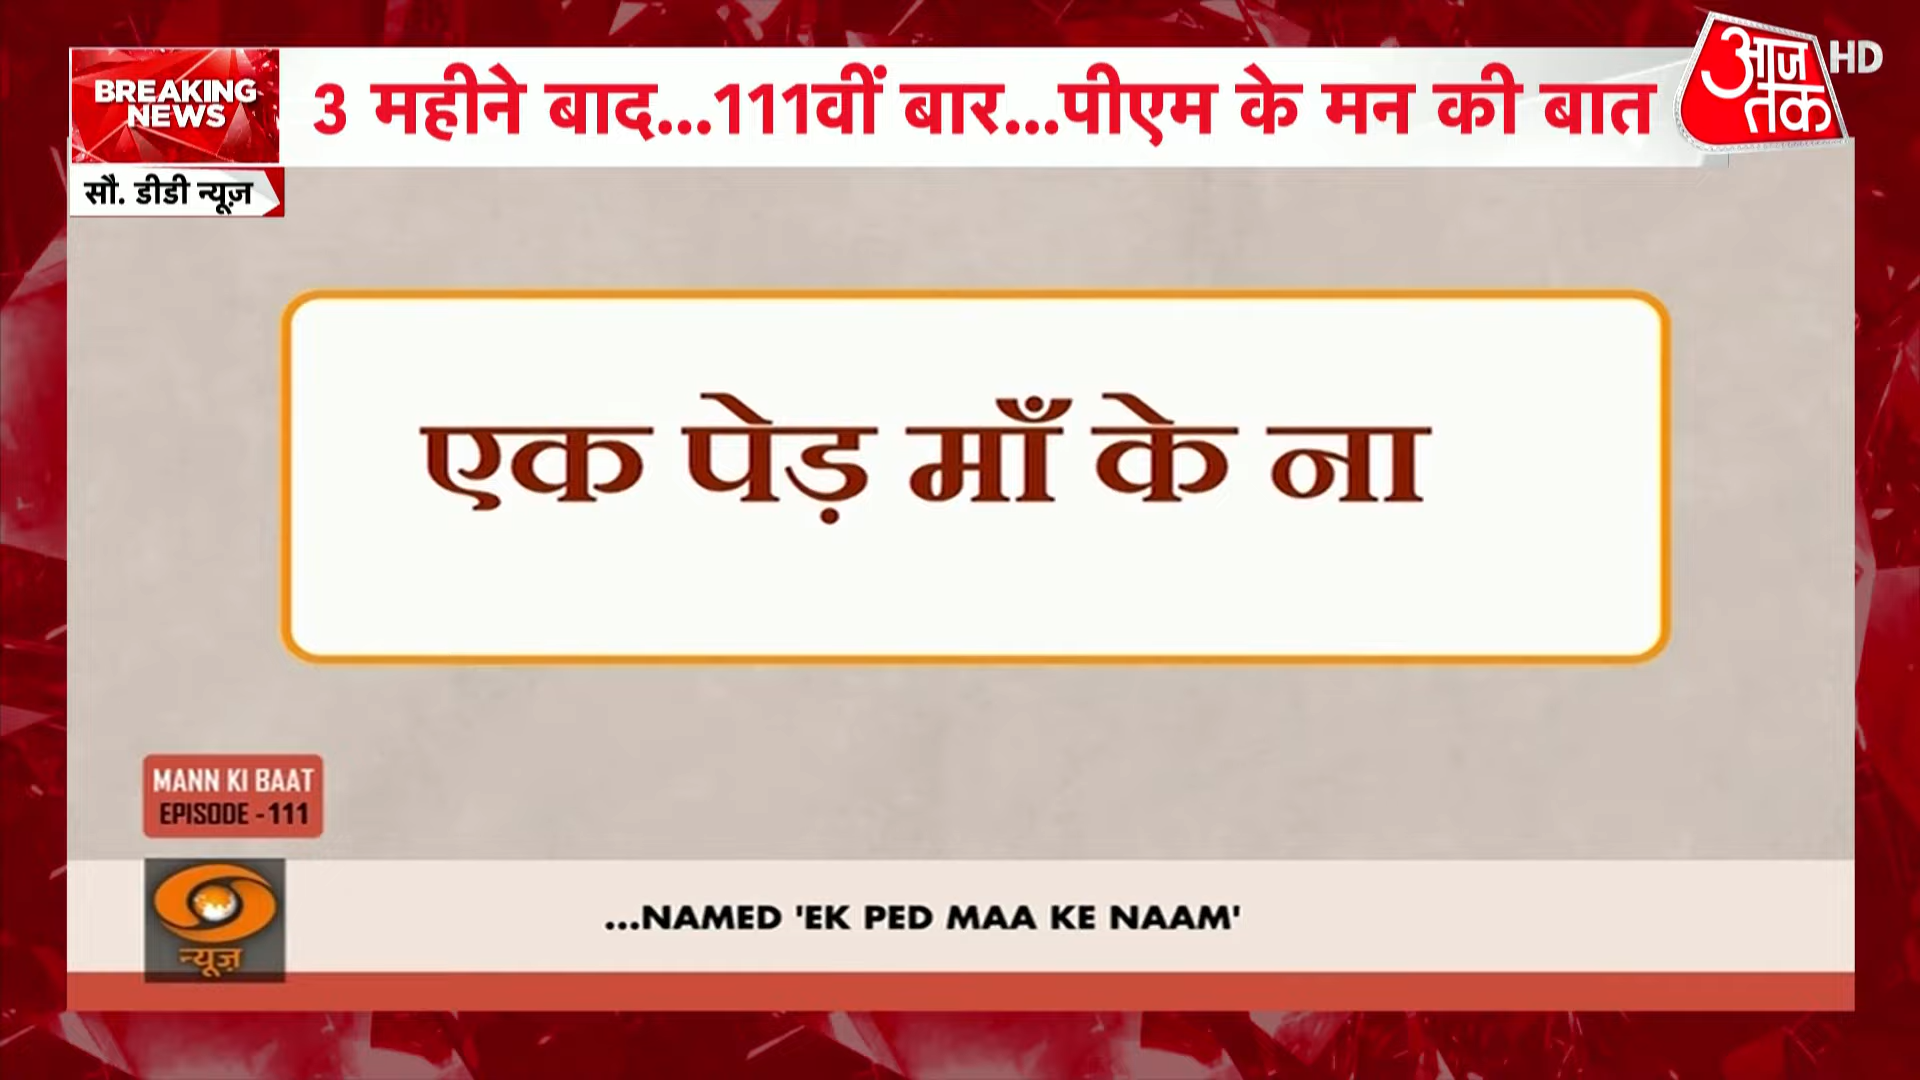 BREAKING
NEWS
3 महीने बाद...111वीं बार...पीएम के मन की बात
आज
तक
HD
सौ. डीडी न्यूज़
एक पेड़ माँ के ना
MANN KI BAAT
EPISODE - 111
न्यूज़
...NAMED 'EK PED MAA KE NAAM'